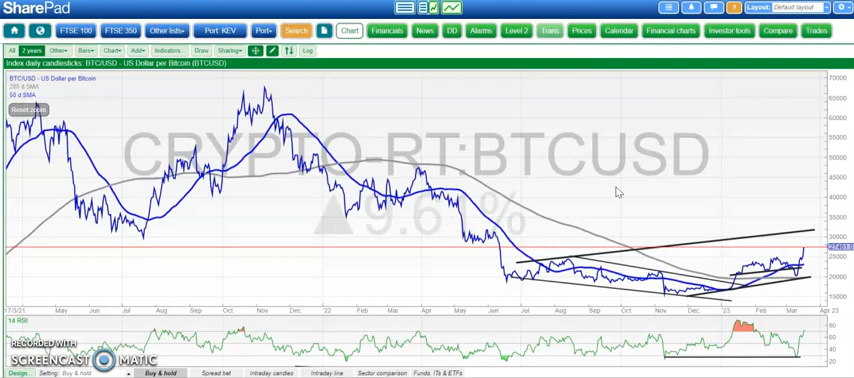 SharePad
Layout: Default layout
FTSE 100 FTSE 350 Other lists Port: KEV Port Search Chart Financials News DD Alarms Level 2 Trans Prices Calendar Financial charts Investor tools Compare Trades
All 2 years Other Bars Chart Add Indicators Draw Sharing Log
Index daily candlesticks: BTC/USD - US Dollar per Bitcoin (BTCUSD)
BTC/USD - US Dollar per Bitcoin
200 d SMA
50 d SMA
Reset zoom
CRYPTO-RT:BTCUSD
70000
65000
60000
55000
50000
45000
40000
35000
30000
25000
20000
15000
17/3/21 May Jun Jul Aug Sep Oct Nov Dec '22 Feb Mar Apr May Jun Jul Aug Sep Oct Nov Dec '23 Feb Mar Apr 23
14 RSI
80
60
40
20
RECORDED WITH
SCREENCAST MATIC
Design... Setting: Buy & hold Buy & hold Spread bet Intraday candles Intraday line Sector comparison Funds, ITs & ETFs